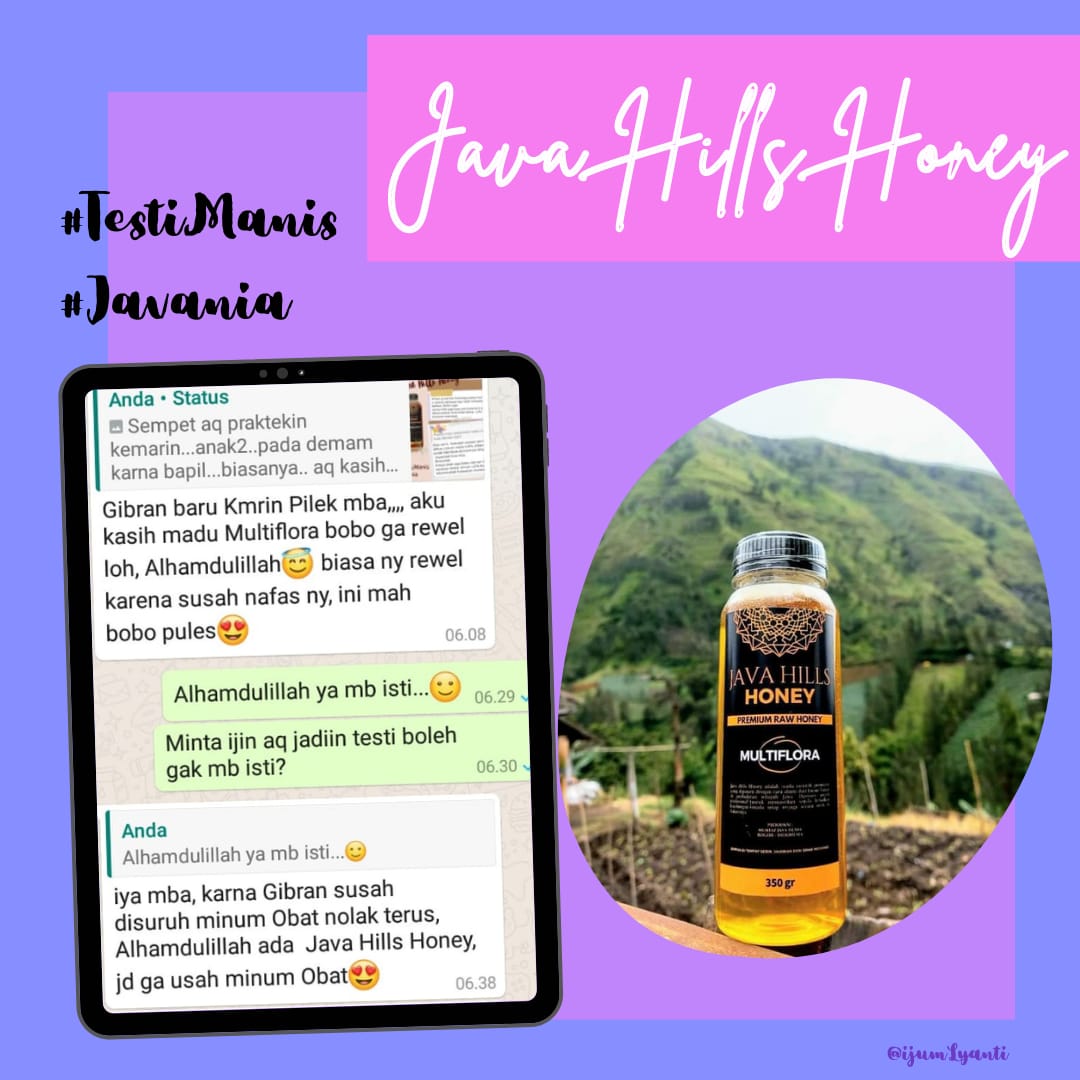 Java Hills Honey
#TestiManis
#Javania
Anda • Status
Sempet aq praktekin
kemarin...anak2..pada demam
karna bapil...biasanya.. aq kasih...
Gibran baru Kmrin Pilek mba,,,, aku
kasih madu Multiflora bobo ga rewel
loh, Alhamdulillah😇 biasa ny rewel
karena susah nafas ny, ini mah
bobo pules😍
06.08
Alhamdulillah ya mb isti...🙂
06.29
Minta ijin aq jadiin testi boleh
gak mb isti?
06.30
Anda
Alhamdulillah ya mb isti...🙂
iya mba, karna Gibran susah
disuruh minum Obat nolak terus,
Alhamdulillah ada Java Hills Honey,
jd ga usah minum Obat😍
06.38
JAVA HILLS
HONEY
PREMIUM RAW HONEY
MULTIFLORA
350 gr
@ijumLyanti